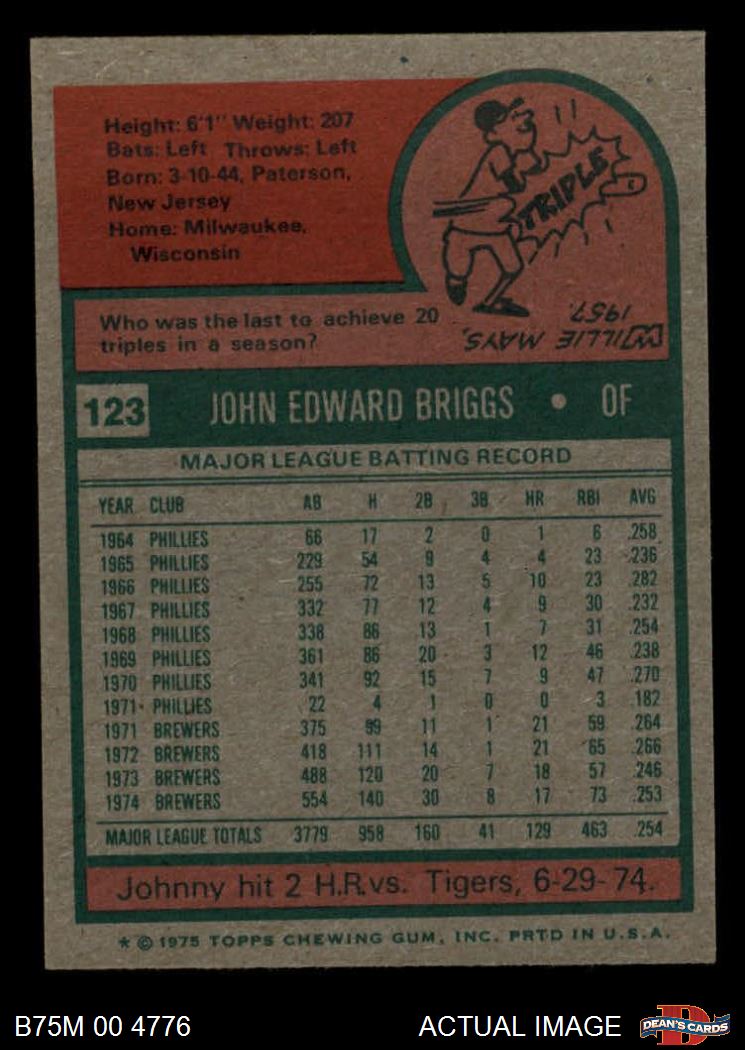 Height: 6'1" Weight: 207
Bats: Left Throws: Left
Born: 3-10-44, Paterson,
New Jersey
Home: Milwaukee,
Wisconsin
TRIPLE
Who was the last to achieve 20
triples in a season?
WILLIE MAYS,
1957.
123 JOHN EDWARD BRIGGS • OF
MAJOR LEAGUE BATTING RECORD
YEAR CLUB AB H 2B 3B HR RBI AVG
1964 PHILLIES 66 17 2 0 1 6 .258
1965 PHILLIES 229 54 9 4 4 23 .236
1966 PHILLIES 255 72 13 5 10 23 .282
1967 PHILLIES 332 77 12 4 9 30 .232
1968 PHILLIES 338 86 13 1 7 31 .254
1969 PHILLIES 361 86 20 3 12 46 .238
1970 PHILLIES 341 92 15 7 9 47 .270
1971 PHILLIES 22 4 1 0 0 3 .182
1971 BREWERS 375 99 11 1 21 59 .264
1972 BREWERS 418 111 14 1 21 65 .266
1973 BREWERS 488 120 20 7 18 57 .246
1974 BREWERS 554 140 30 8 17 73 .253
MAJOR LEAGUE TOTALS 3779 958 160 41 129 463 .254
Johnny hit 2 H.R.vs. Tigers, 6-29-74.
* © 1975 TOPPS CHEWING GUM, INC. PRTD IN U.S.A.
B75M 00 4776 ACTUAL IMAGE
D
DEAN'S CARDS